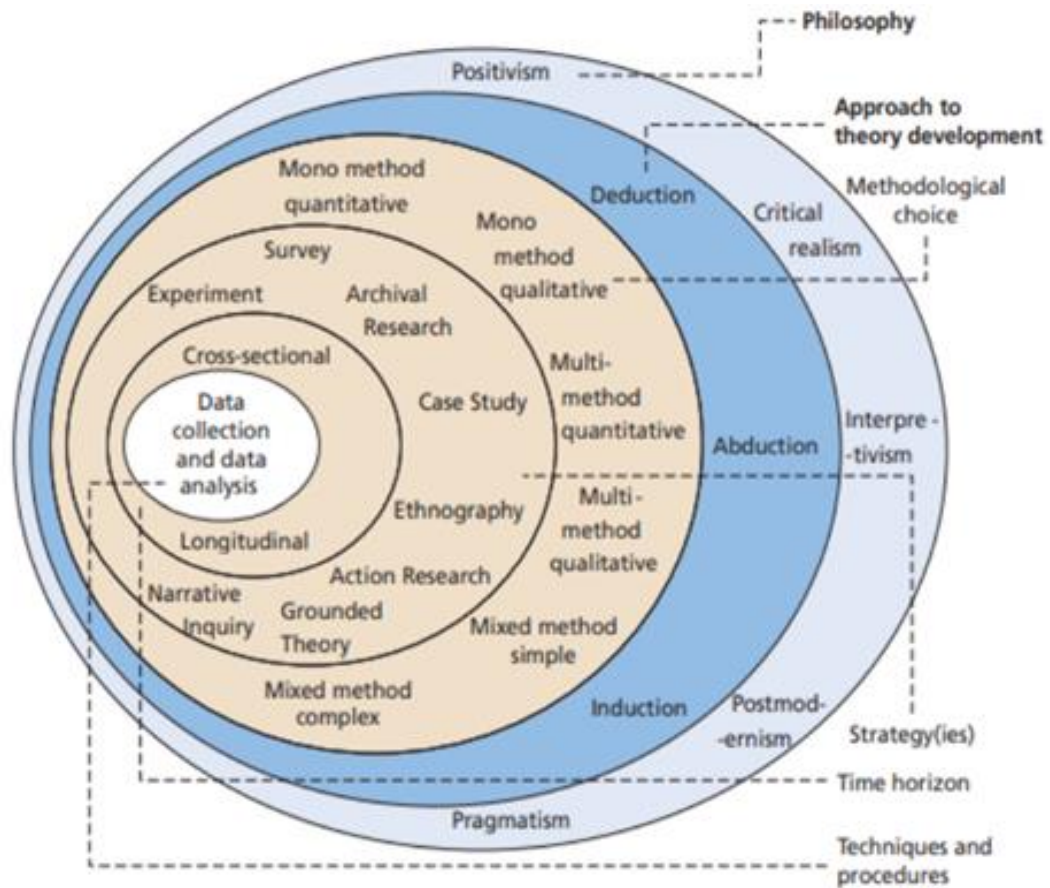 Philosophy
Positivism
Approach to
theory development
Mono method
quantitative
Deduction
Methodological
choice
Critical
realism
Mono
method
qualitative
Survey
Experiment
Archival
Research
Cross-sectional
Multi-
method
quantitative
Data
collection
and data
analysis
Case Study
Abduction
Interpre -
-tivism
Ethnography
Multi-
method
qualitative
Longitudinal
Action Research
Narrative
Inquiry
Grounded
Theory
Mixed method
simple
Mixed method
complex
Induction
Postmod-
-ernism
Strategy(ies)
Time horizon
Pragmatism
Techniques and
procedures